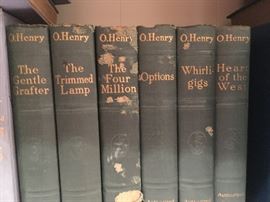 O.Henry
The
Gentle
Grafter
O.Henry
The
Trimmed
Lamp
O.Henry
The
Four
Million
O.Henry
Options
O.Henry
Whirli-
gigs
O.Henry
Heart
of the
West